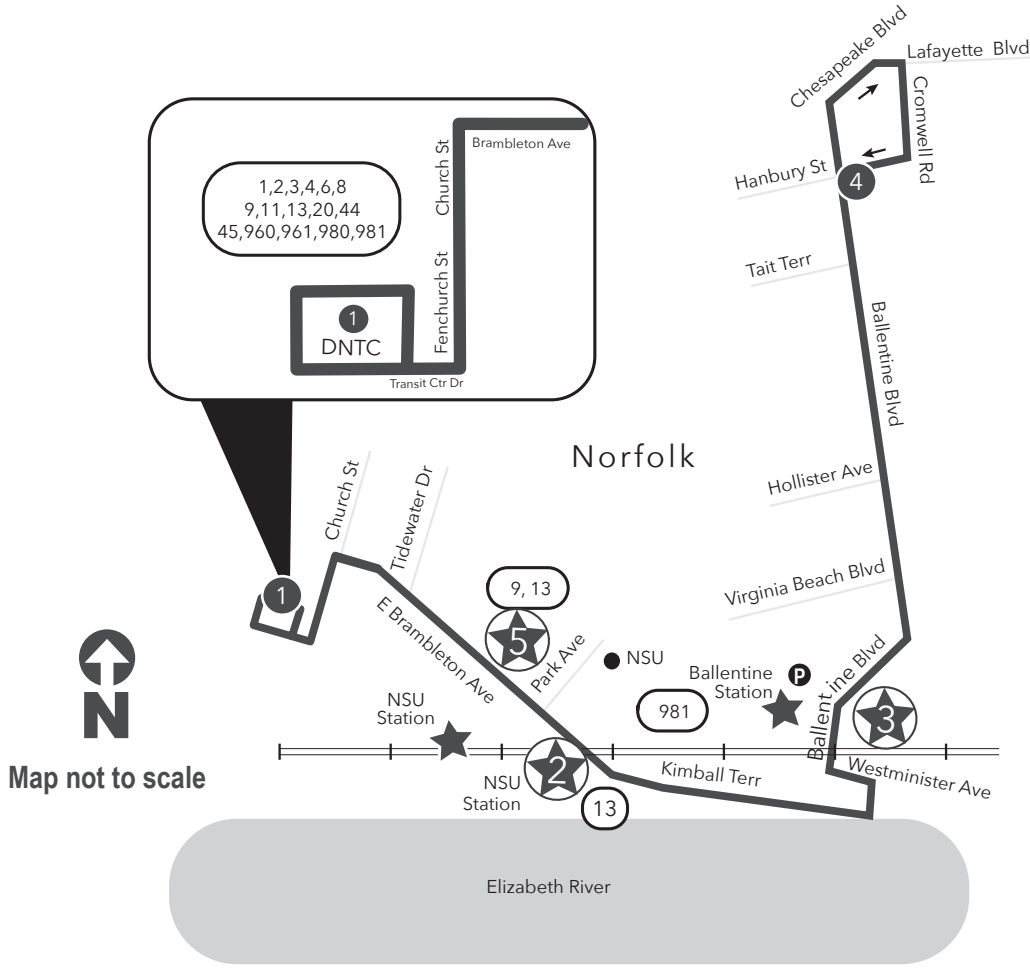 Chesapeake Blvd
Lafayette Blvd
Cromwell Rd
Hanbury St
4
Tait Terr
Ballentine Blvd
Brambleton Ave
Church St
1,2,3,4,6,8
9,11,13,20,44
45,960,961,980,981
Fenchurch St
1
DNTC
Transit Ctr Dr
Norfolk
Church St
Tidewater Dr
Hollister Ave
Virginia Beach Blvd
1
9, 13
5
E Brambleton Ave
Park Ave
NSU
Ballentine
Station
P
Ballentine Blvd
981
3
N
NSU
Station
Map not to scale
2
NSU
Station
Kimball Terr
Westminister Ave
13
Elizabeth River